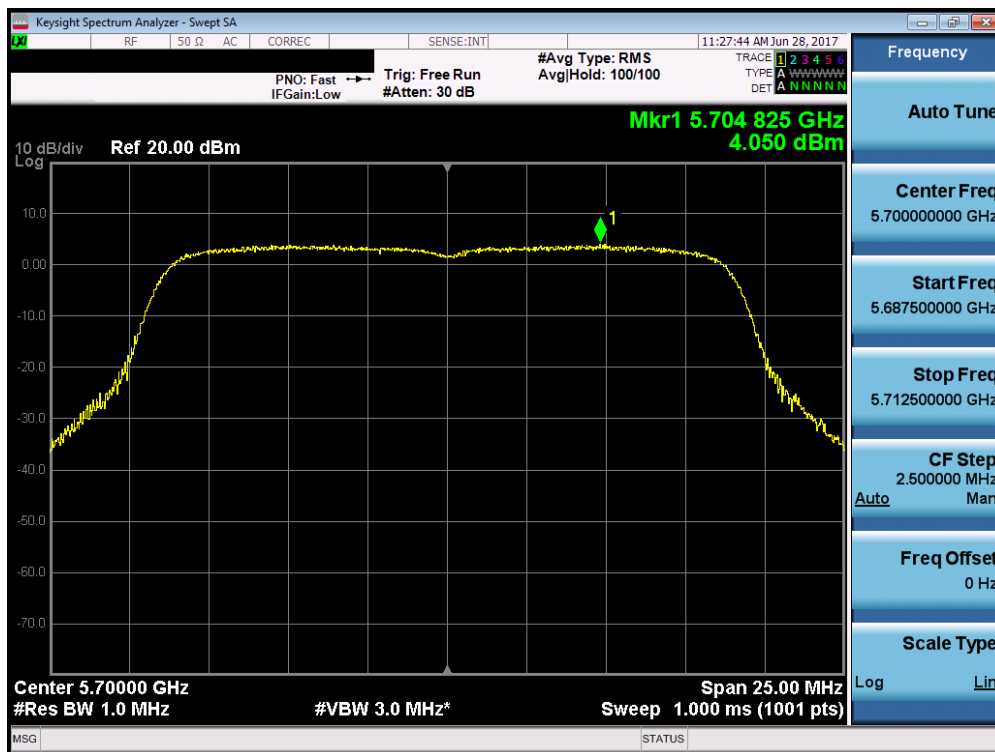 Keysight Spectrum Analyzer - Swept SA
LXI
RF 50 Ω AC CORREC SENSE:INT 11:27:44 AM Jun 28, 2017
PNO: Fast
IFGain:Low
Trig: Free Run
#Atten: 30 dB
#Avg Type: RMS
Avg|Hold: 100/100
TRACE 1 2 3 4 5 6
TYPE A WWWWW
DET A N N N N N
Mkr1 5.704 825 GHz
4.050 dBm
10 dB/div
Log
Ref 20.00 dBm
1
10.0
0.00
-10.0
-20.0
-30.0
-40.0
-50.0
-60.0
-70.0
Center 5.70000 GHz
Span 25.00 MHz
#Res BW 1.0 MHz
#VBW 3.0 MHz*
Sweep 1.000 ms (1001 pts)
MSG
STATUS
Frequency
Auto Tune
Center Freq
5.700000000 GHz
Start Freq
5.687500000 GHz
Stop Freq
5.712500000 GHz
CF Step
2.500000 MHz
Auto Man
Freq Offset
0 Hz
Scale Type
Log Lin